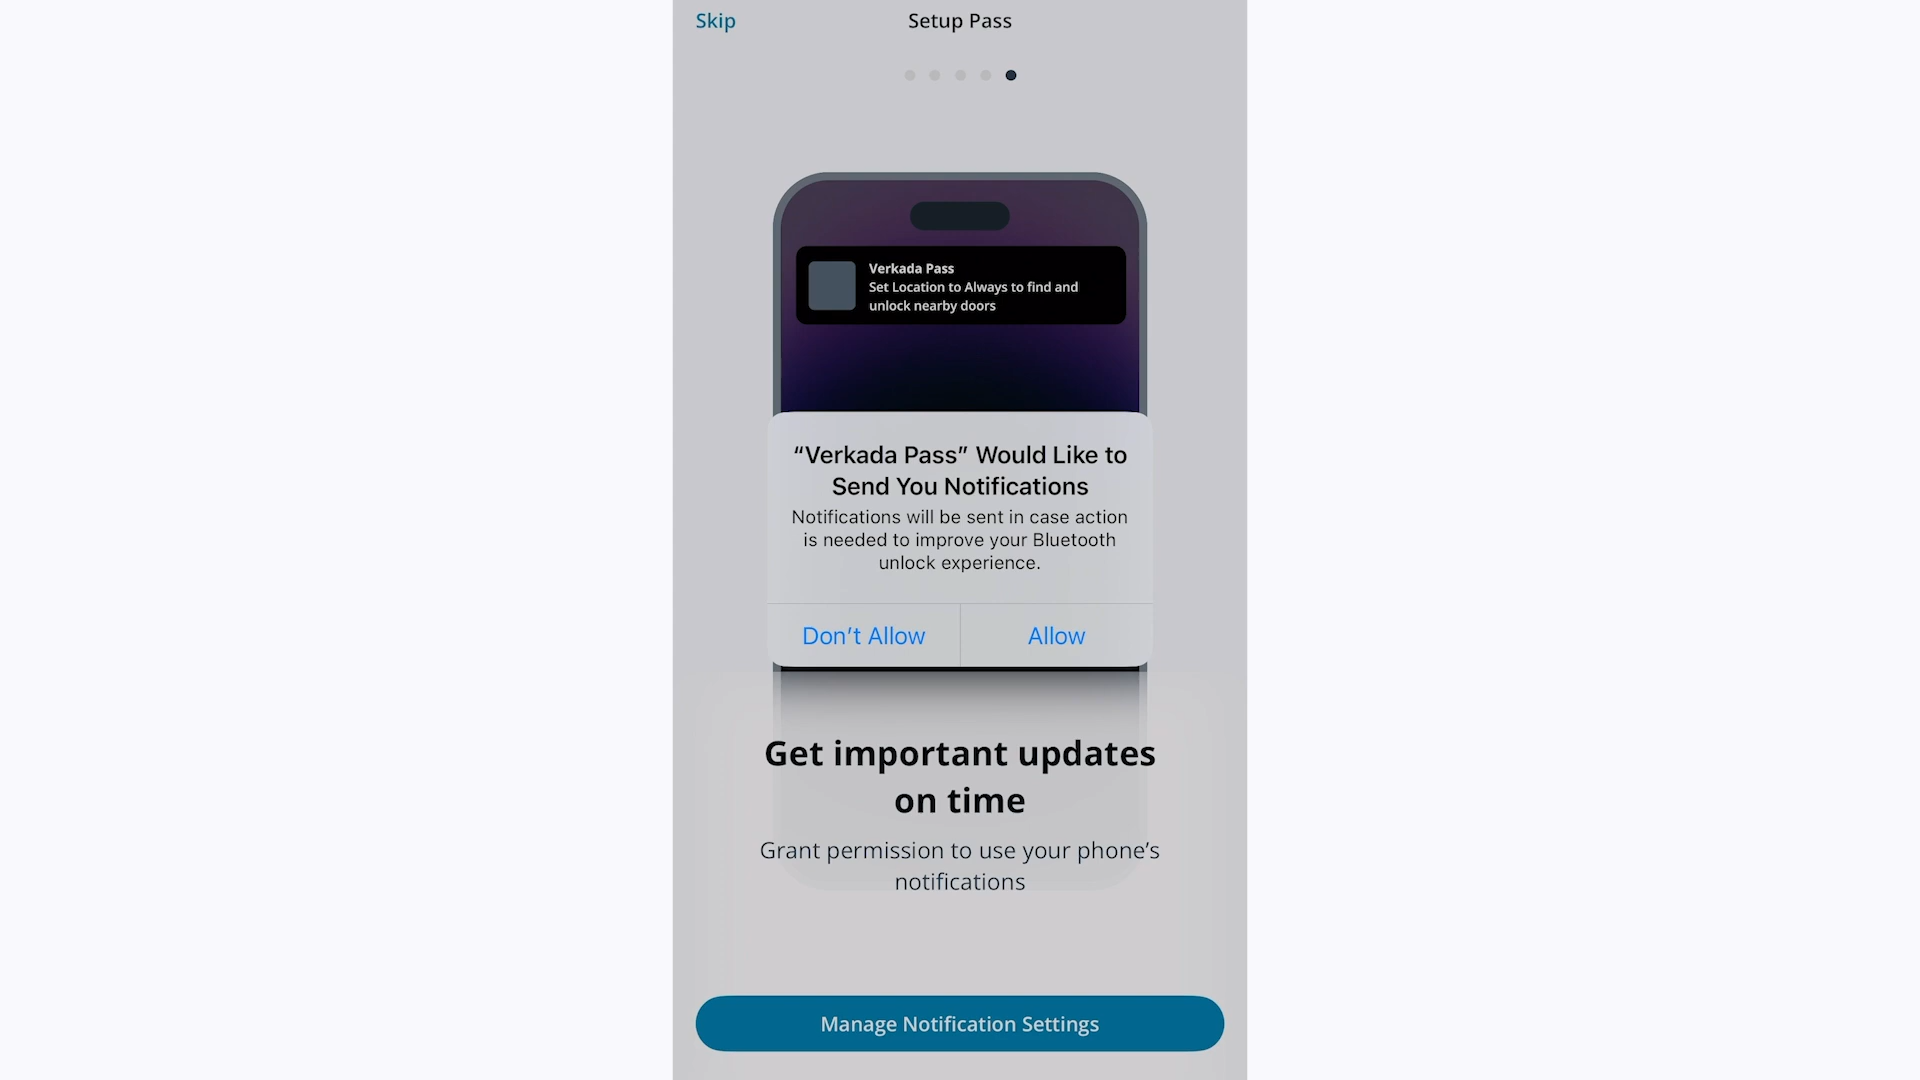 Skip
Setup Pass
Verkada Pass
Set Location to Always to find and
unlock nearby doors
“Verkada Pass” Would Like to
Send You Notifications
Notifications will be sent in case action
is needed to improve your Bluetooth
unlock experience.
Don’t Allow
Allow
Get important updates
on time
Grant permission to use your phone’s
notifications
Manage Notification Settings